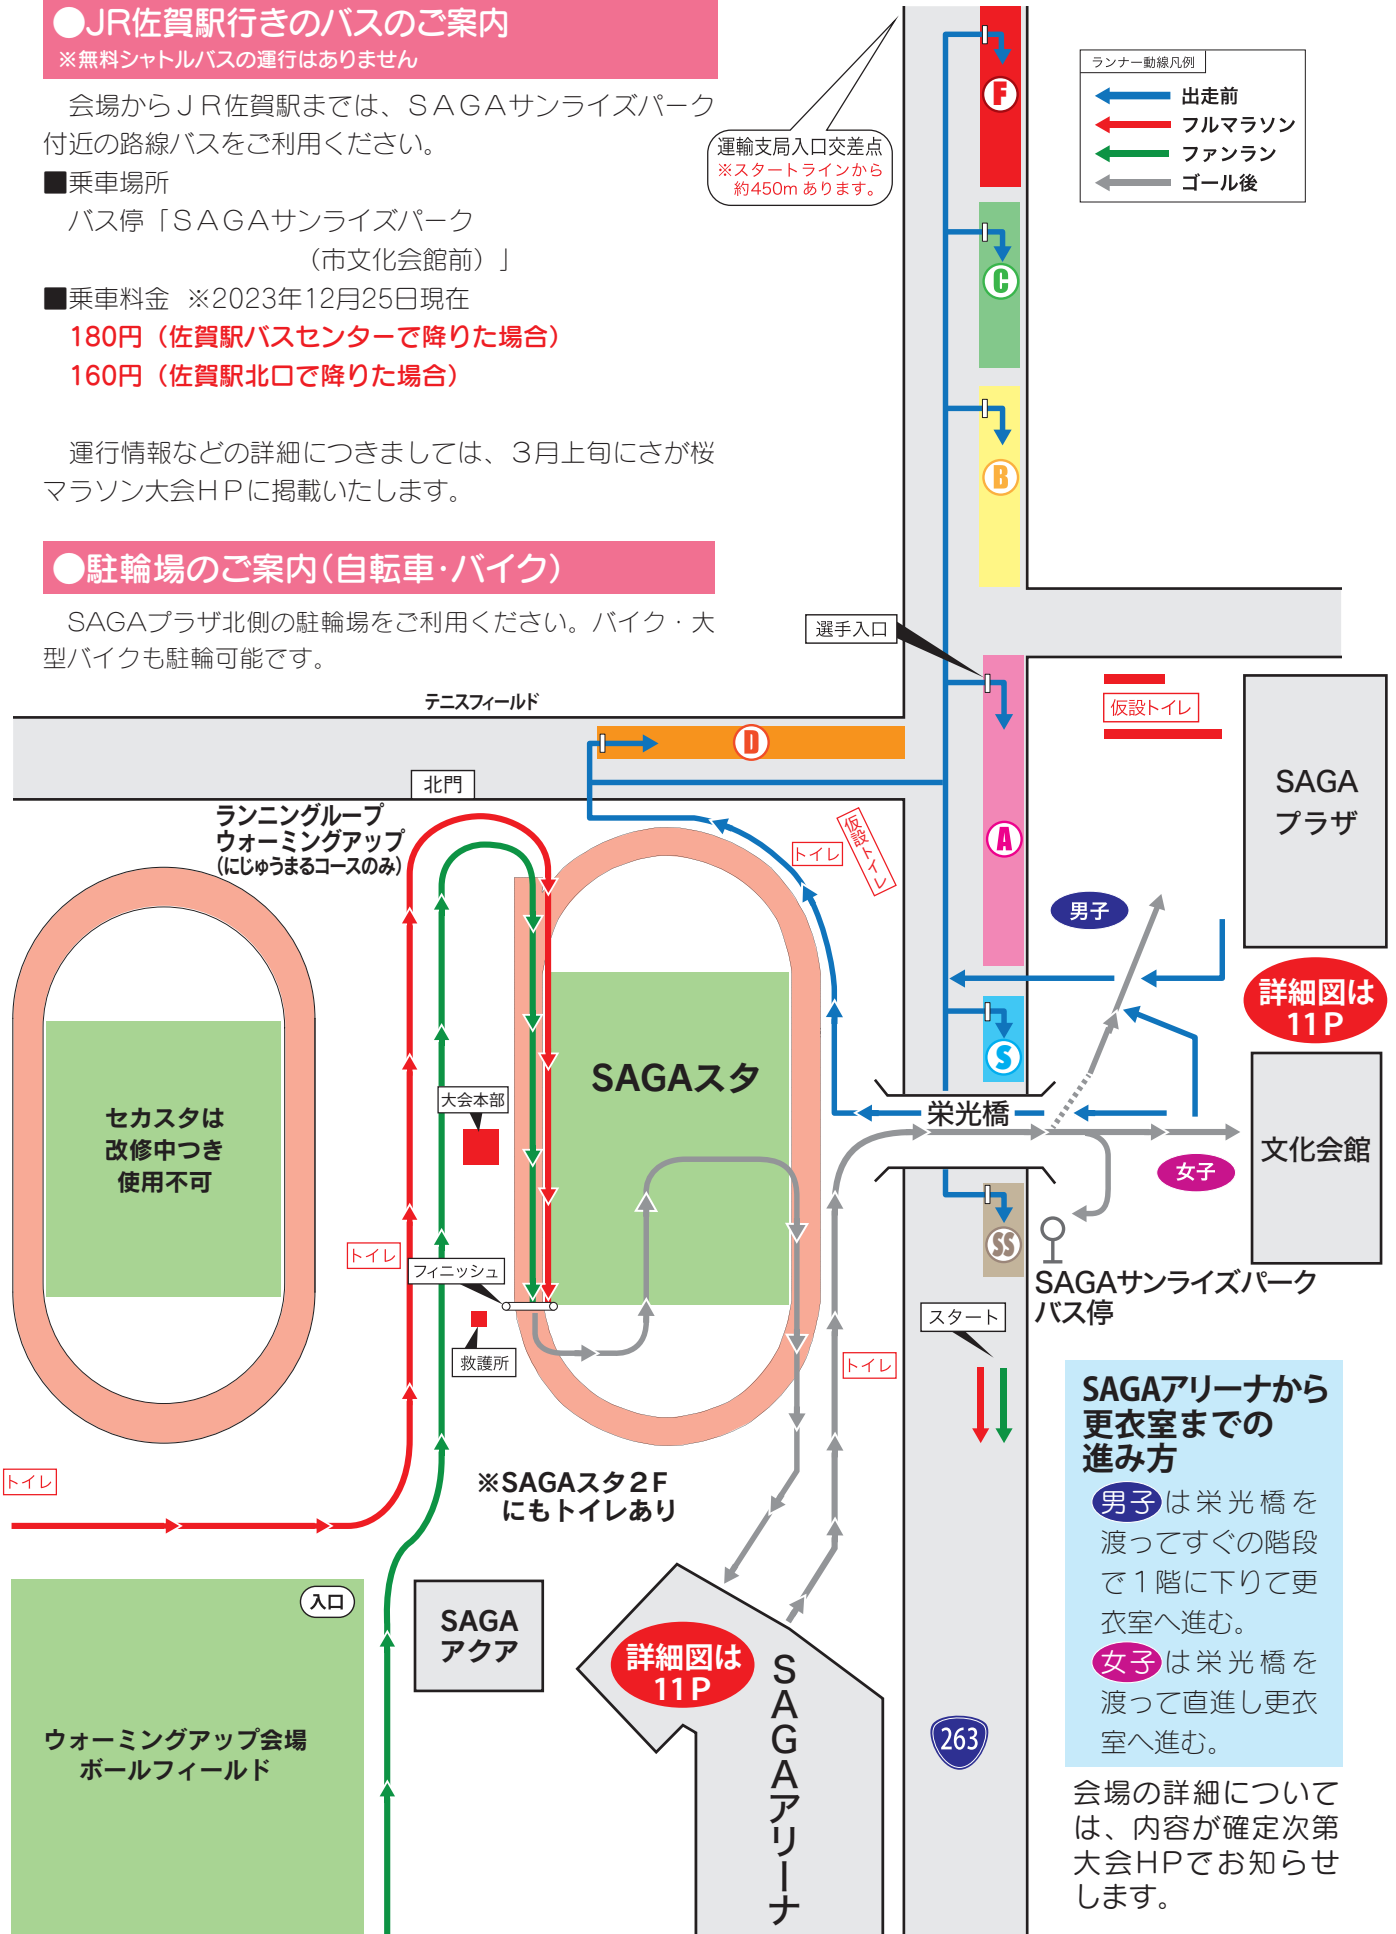 ●JR佐賀駅行きのバスのご案内
※無料シャトルバスの運行はありません
会場からＪＲ佐賀駅までは、ＳＡＧＡサンライズパーク
付近の路線バスをご利用ください。
■乗車場所
バス停「ＳＡＧＡサンライズパーク
（市文化会館前）」
■乗車料金 ※2023年12月25日現在
180円（佐賀駅バスセンターで降りた場合）
160円（佐賀駅北口で降りた場合）
運行情報などの詳細につきましては、３月上旬にさが桜
マラソン大会ＨＰに掲載いたします。
●駐輪場のご案内（自転車・バイク）
SAGAプラザ北側の駐輪場をご利用ください。バイク・大
型バイクも駐輪可能です。
運輸支局入口交差点
※スタートラインから
約450m あります。
ランナー動線凡例
出走前
フルマラソン
ファンラン
ゴール後
F
C
B
選手入口
テニスフィールド
D
北門
仮設トイレ
SAGA
プラザ
ランニングループ
ウォーミングアップ
（にじゅうまるコースのみ）
トイレ
仮設トイレ
A
男子
詳細図は
11P
S
SAGAスタ
大会本部
セカスタは
改修中つき
使用不可
栄光橋
文化会館
女子
SS
トイレ
フィニッシュ
救護所
SAGAサンライズパーク
バス停
スタート
トイレ
トイレ
※SAGAスタ２F
にもトイレあり
SAGAアリーナから
更衣室までの
進み方
男子は栄光橋を
渡ってすぐの階段
で１階に下りて更
衣室へ進む。
女子は栄光橋を
渡って直進し更衣
室へ進む。
入口
SAGA
アクア
詳細図は
11P
SAGAアリーナ
263
ウォーミングアップ会場
ボールフィールド
会場の詳細について
は、内容が確定次第
大会HPでお知らせ
します。